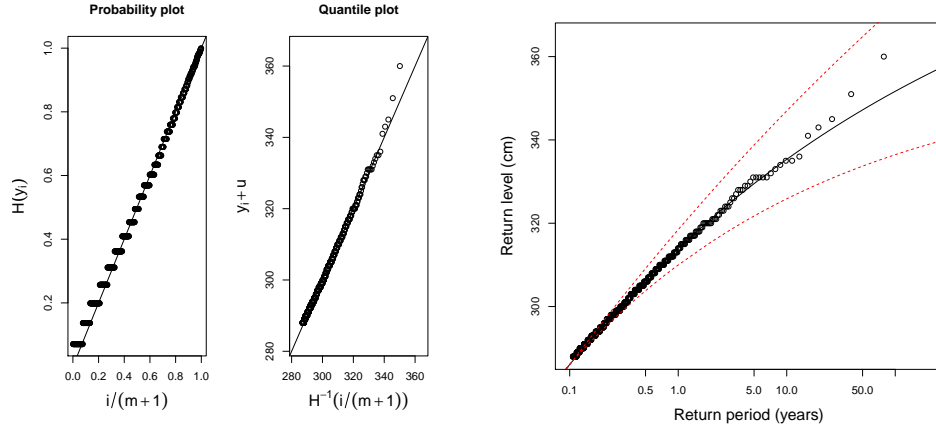 Probability plot
H(yᵢ)
0.2 0.4 0.6 0.8 1.0
0.0 0.2 0.4 0.6 0.8 1.0
i/(m+1)
Quantile plot
yᵢ+u
280 300 320 340 360
280 300 320 340 360
H⁻¹(i/(m+1))
Return level (cm)
300 320 340 360
0.1 0.5 1.0 5.0 10.0 50.0
Return period (years)